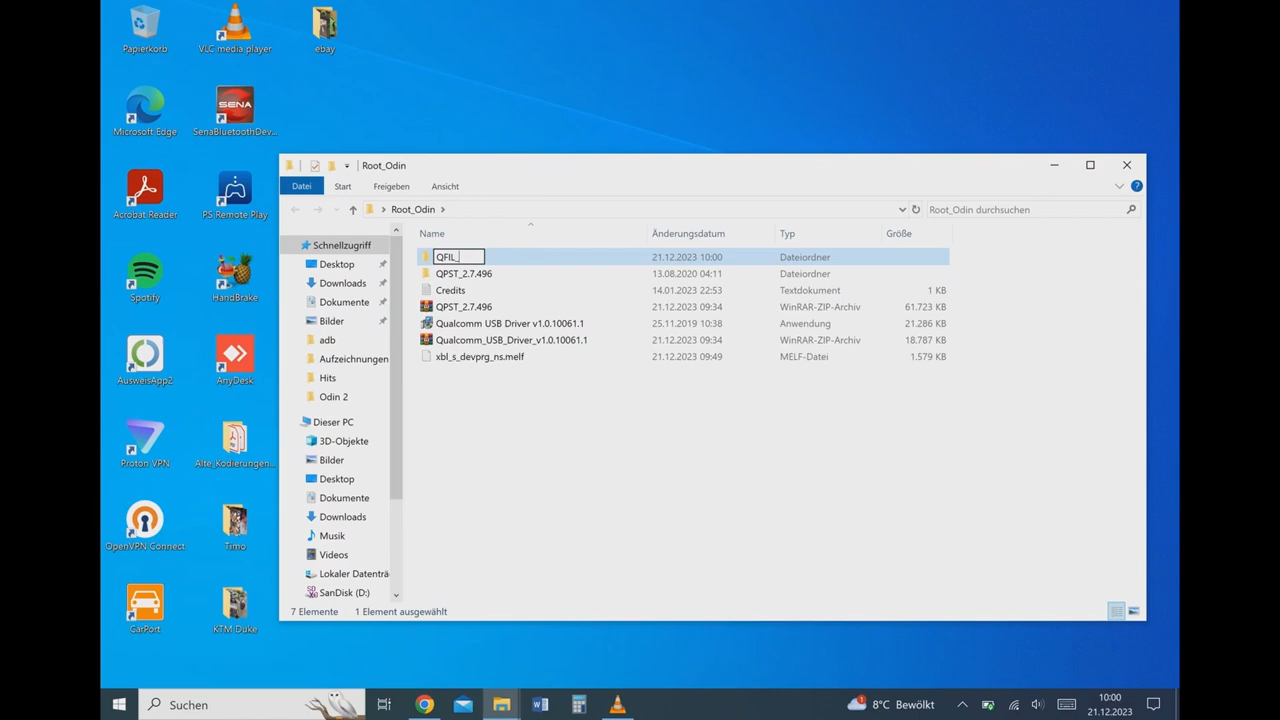 Papierkorb
VLC media player
ebay
Microsoft Edge
SENA
SenaBluetoothDev...
Acrobat Reader
PS Remote Play
Spotify
HandBrake
AusweisApp2
AnyDesk
Proton VPN
Alte_Kodierungen...
OpenVPN Connect
Timo
CarPort
KTM Duke
Root_Odin
Datei
Start
Freigeben
Ansicht
Root_Odin
Root_Odin durchsuchen
Schnellzugriff
Desktop
Downloads
Dokumente
Bilder
adb
Aufzeichnungen
Hits
Odin 2
Dieser PC
3D-Objekte
Bilder
Desktop
Dokumente
Downloads
Musik
Videos
Lokaler Datenträ
SanDisk (D:)
Name Änderungsdatum Typ Größe
QFIL_ 21.12.2023 10:00 Dateiordner
QPST_2.7.496 13.08.2020 04:11 Dateiordner
Credits 14.01.2023 22:53 Textdokument 1 KB
QPST_2.7.496 21.12.2023 09:34 WinRAR-ZIP-Archiv 61.723 KB
Qualcomm USB Driver v1.0.10061.1 25.11.2019 10:38 Anwendung 21.286 KB
Qualcomm_USB_Driver_v1.0.10061.1 21.12.2023 09:34 WinRAR-ZIP-Archiv 18.787 KB
xbl_s_devprg_ns.melf 21.12.2023 09:49 MELF-Datei 1.579 KB
7 Elemente 1 Element ausgewählt
Suchen
8°C Bewölkt
10:00
21.12.2023